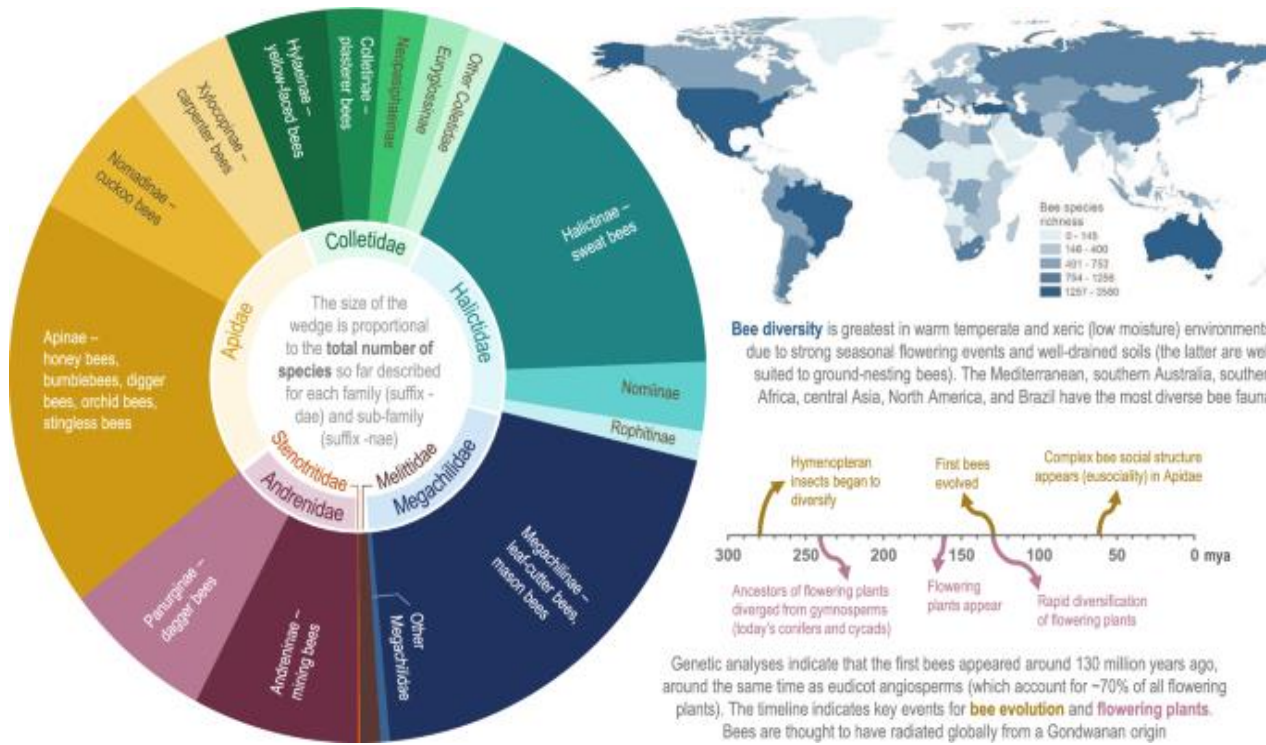 Hylaeinae –
yellow-faced bees
Colletinae –
plasterer bees
Neopasiphaeinae
Euryglossinae
Other Colletidae
Xylocopinae –
carpenter bees
Nomadinae –
cuckoo bees
Apinae –
honey bees,
bumblebees, digger
bees, orchid bees,
stingless bees
Halictinae –
sweat bees
Nomiinae
Rophitinae
Megachilinae –
leaf-cutter bees,
mason bees
Other
Megachilidae
Andreninae –
mining bees
Panurginae –
dagger bees
Colletidae
Halictidae
Apidae
Stenotritidae
Melittidae
Andrenidae
Megachilidae
The size of the
wedge is proportional
to the total number of
species so far described
for each family (suffix -
dae) and sub-family
(suffix -nae)
Bee species
richness
0 - 145
146 - 400
401 - 753
754 - 1256
1257 - 3580
Bee diversity is greatest in warm temperate and xeric (low moisture) environments
due to strong seasonal flowering events and well-drained soils (the latter are well
suited to ground-nesting bees). The Mediterranean, southern Australia, souther
Africa, central Asia, North America, and Brazil have the most diverse bee fauna
Hymenopteran
insects began to
diversify
First bees
evolved
Complex bee social structure
appears (eusociality) in Apidae
300 250 200 150 100 50 0 mya
Ancestors of flowering plants
diverged from gymnosperms
(today's conifers and cycads)
Flowering
plants appear
Rapid diversification
of flowering plants
Genetic analyses indicate that the first bees appeared around 130 million years ago,
around the same time as eudicot angiosperms (which account for ~70% of all flowering
plants). The timeline indicates key events for bee evolution and flowering plants.
Bees are thought to have radiated globally from a Gondwanan origin